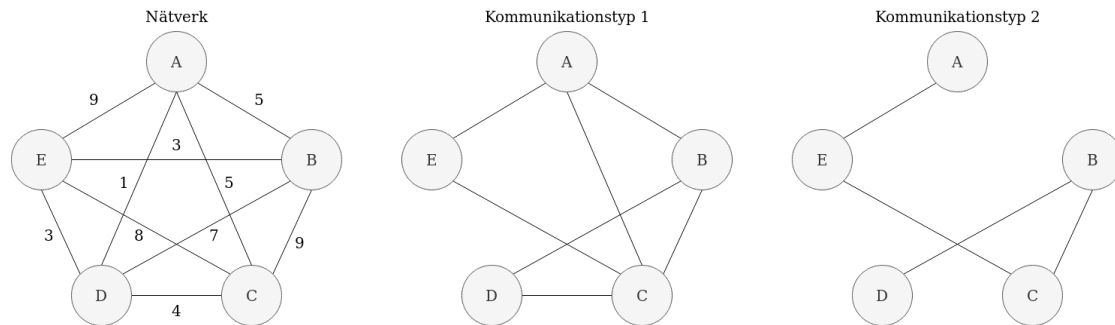 Nätverk
A
B
C
D
E
9
5
3
1
5
3
8
7
9
4
Kommunikationstyp 1
A
E
B
D
C
Kommunikationstyp 2
A
E
B
D
C